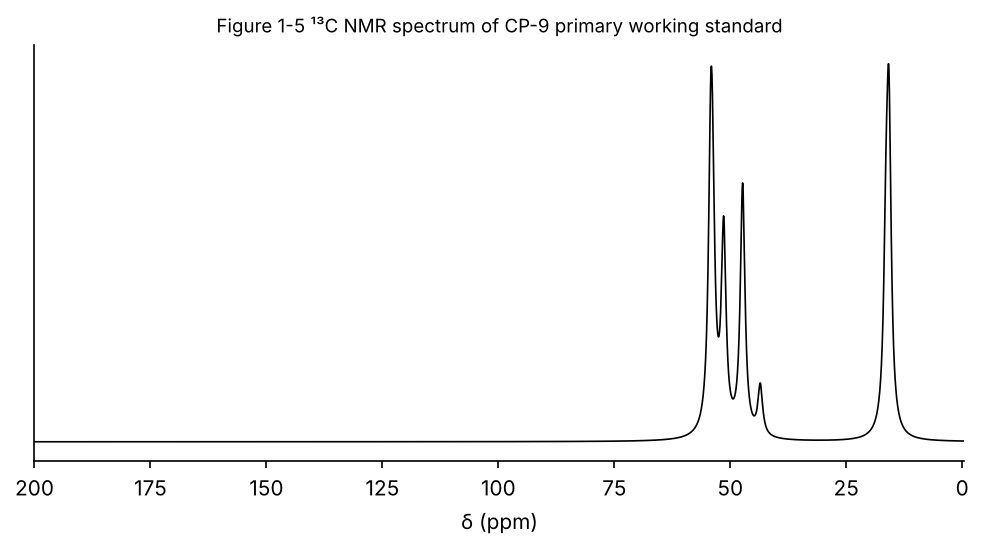 Figure 1-5 ¹³C NMR spectrum of CP-9 primary working standard
200 175 150 125 100 75 50 25 0
δ (ppm)